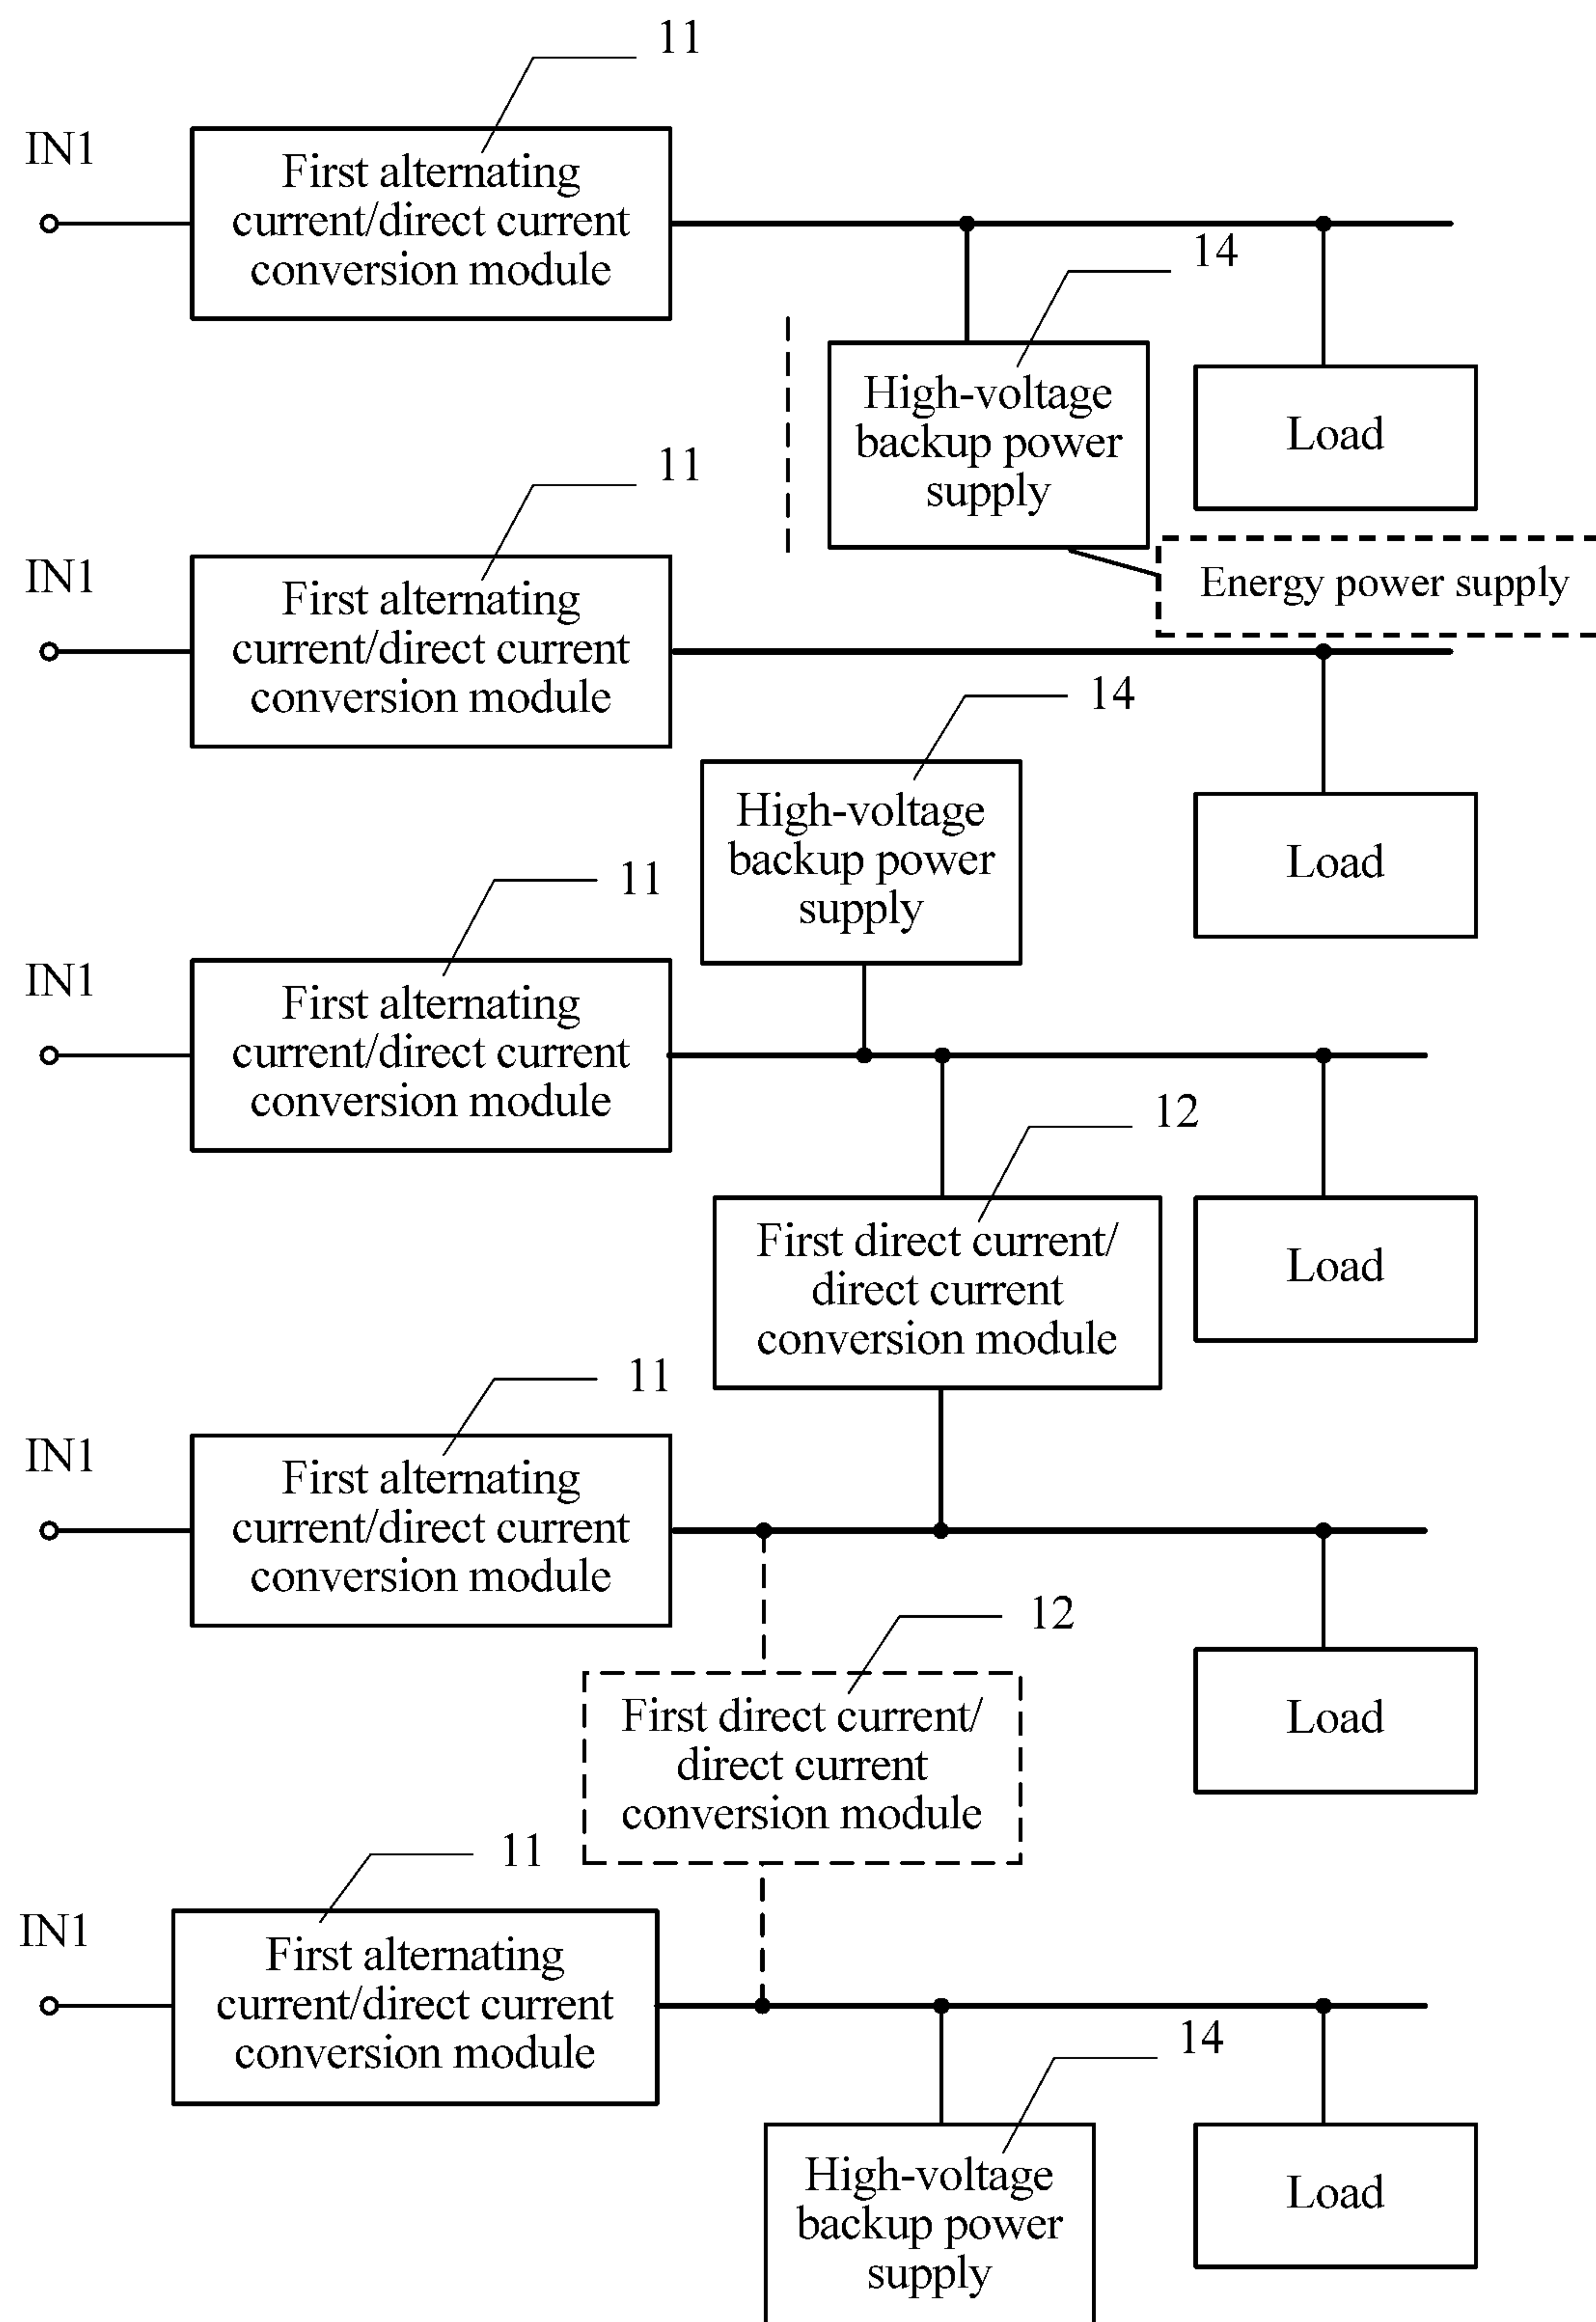 11
IN1
First alternating
current/direct current
conversion module
14
High-voltage
backup power
supply
Load
11
IN1
First alternating
current/direct current
conversion module
Energy power supply
14
High-voltage
backup power
supply
Load
11
IN1
First alternating
current/direct current
conversion module
12
First direct current/
direct current
conversion module
Load
11
IN1
First alternating
current/direct current
conversion module
12
First direct current/
direct current
conversion module
Load
11
IN1
First alternating
current/direct current
conversion module
14
High-voltage
backup power
supply
Load